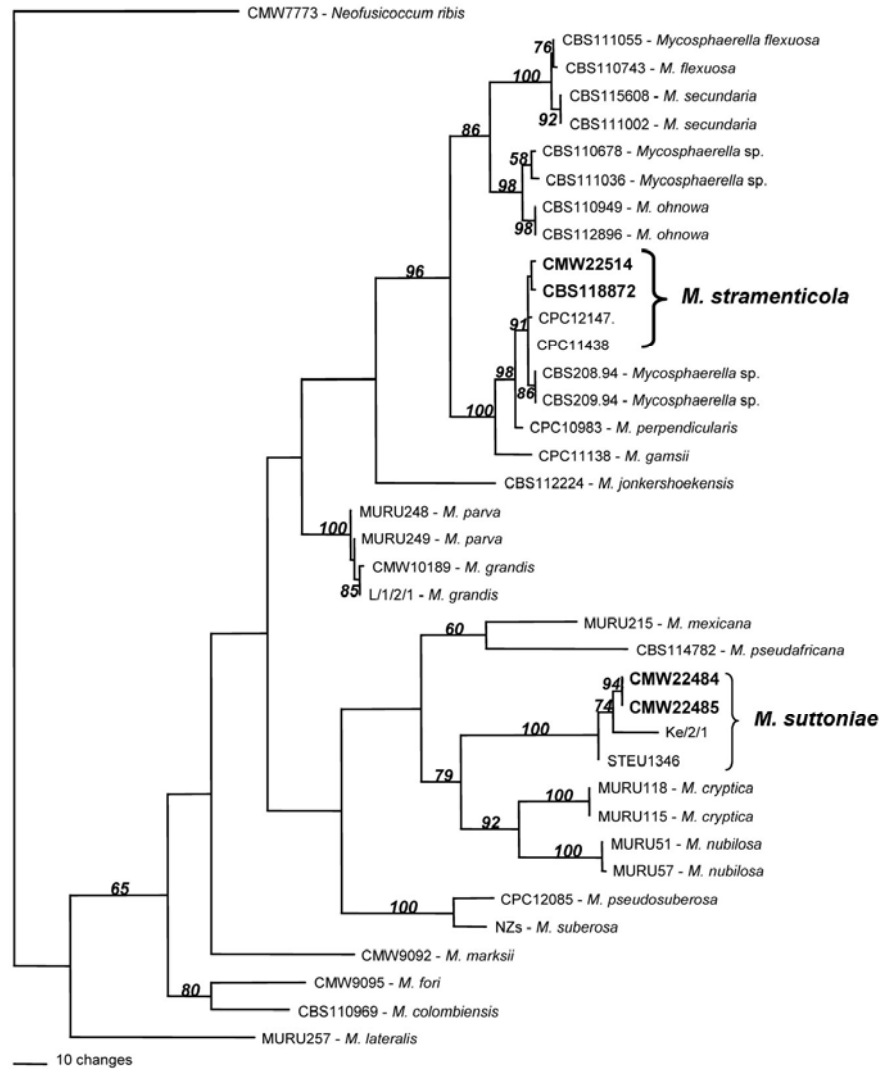 CMW7773 - Neofusicoccum ribis
CBS111055 - Mycosphaerella flexuosa
76
CBS110743 - M. flexuosa
100
CBS115608 - M. secundaria
92
CBS111002 - M. secundaria
86
CBS110678 - Mycosphaerella sp.
58
CBS111036 - Mycosphaerella sp.
98
CBS110949 - M. ohnowa
98
CBS112896 - M. ohnowa
96
CMW22514
CBS118872
M. stramenticola
CPC12147.
91
CPC11438
98
CBS208.94 - Mycosphaerella sp.
86
CBS209.94 - Mycosphaerella sp.
100
CPC10983 - M. perpendicularis
CPC11138 - M. gamsii
CBS112224 - M. jonkershoekensis
MURU248 - M. parva
100
MURU249 - M. parva
CMW10189 - M. grandis
85
L/1/2/1 - M. grandis
MURU215 - M. mexicana
60
CBS114782 - M. pseudafricana
94
CMW22484
74
CMW22485
M. suttoniae
100
Ke/2/1
STEU1346
79
MURU118 - M. cryptica
100
MURU115 - M. cryptica
92
MURU51 - M. nubilosa
100
MURU57 - M. nubilosa
65
CPC12085 - M. pseudosuberosa
100
NZs - M. suberosa
CMW9092 - M. marksii
CMW9095 - M. fori
80
CBS110969 - M. colombiensis
MURU257 - M. lateralis
10 changes